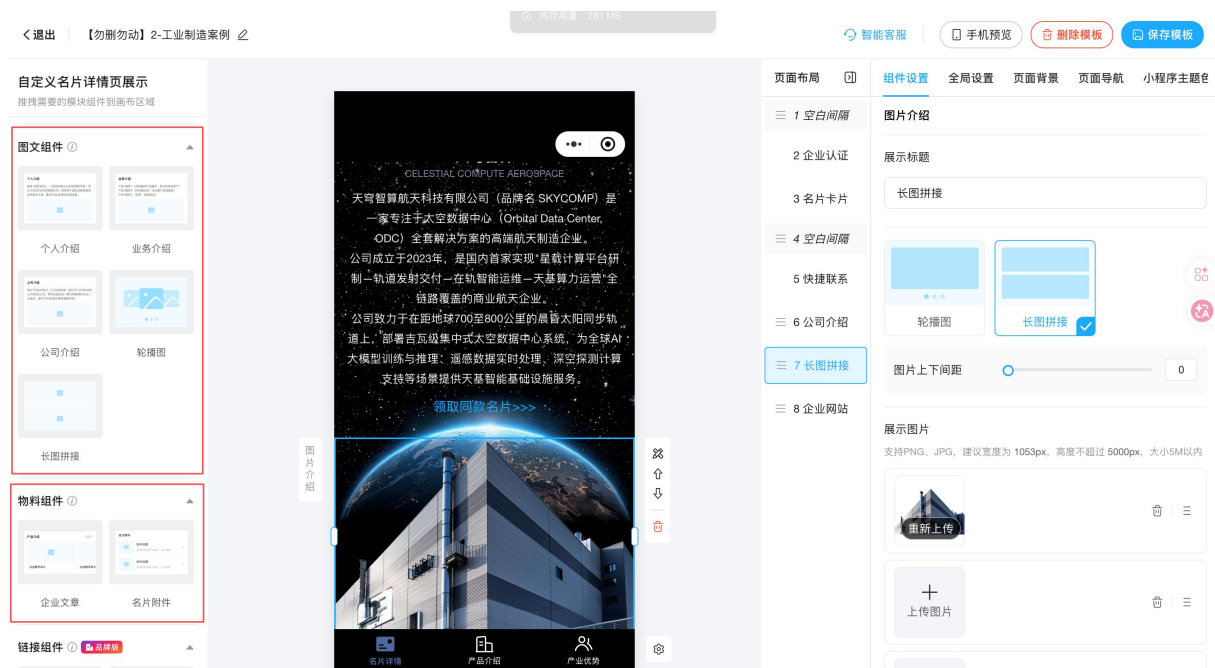 内存用量：281 MB
退出
【勿删勿动】2-工业制造案例
智能客服
手机预览
删除模板
保存模板
自定义名片详情页展示
推拽需要的模块组件到画布区域
图文组件
个人介绍
业务介绍
公司介绍
轮播图
长图拼接
物料组件
企业文章
名片附件
链接组件
品牌版
CELESTIAL COMPUTE AEROSPACE
天穹智算航天科技有限公司（品牌名 SKYCOMP）是
一家专注于太空数据中心（Orbital Data Center,
ODC）全套解决方案的高端航天制造企业。
公司成立于2023年，是国内首家实现"星载计算平台研
制—轨道发射交付—在轨智能运维—天基算力运营"全
链路覆盖的商业航天企业。
公司致力于在距地球700至800公里的晨昏太阳同步轨
道上，部署吉瓦级集中式太空数据中心系统，为全球AI
大模型训练与推理、遥感数据实时处理、深空探测计算
支持等场景提供天基智能基础设施服务。
领取同款名片>>>
图片介绍
名片详情
产品介绍
产业优势
页面布局
1 空白间隔
2 企业认证
3 名片卡片
4 空白间隔
5 快捷联系
6 公司介绍
7 长图拼接
8 企业网站
组件设置
全局设置
页面背景
页面导航
小程序主题色
图片介绍
展示标题
长图拼接
轮播图
长图拼接
图片上下间距
0
展示图片
支持PNG、JPG，建议宽度为 1053px，高度不超过 5000px，大小5M以内
重新上传
上传图片